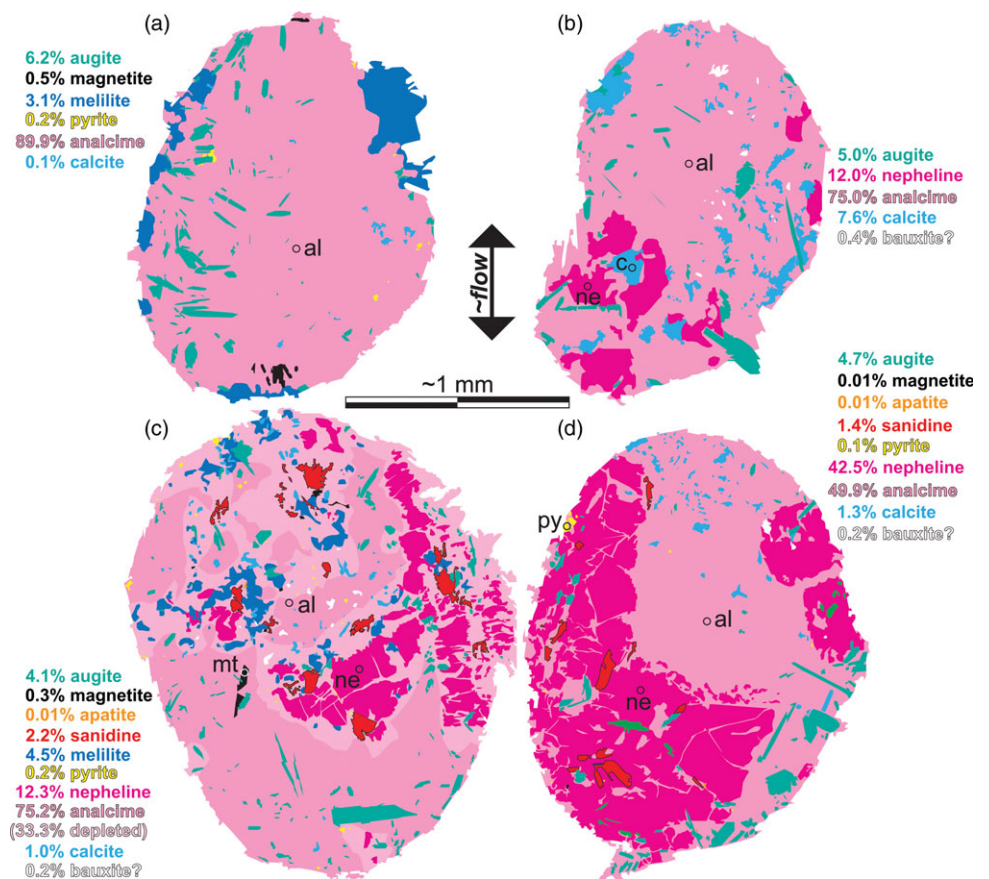 (a)
6.2% augite
0.5% magnetite
3.1% melilite
0.2% pyrite
89.9% analcime
0.1% calcite
al
(b)
al
c
ne
5.0% augite
12.0% nepheline
75.0% analcime
7.6% calcite
0.4% bauxite?
~flow
~1 mm
(c)
al
mt
ne
4.1% augite
0.3% magnetite
0.01% apatite
2.2% sanidine
4.5% melilite
0.2% pyrite
12.3% nepheline
75.2% analcime
(33.3% depleted)
1.0% calcite
0.2% bauxite?
(d)
py
al
ne
4.7% augite
0.01% magnetite
0.01% apatite
1.4% sanidine
0.1% pyrite
42.5% nepheline
49.9% analcime
1.3% calcite
0.2% bauxite?